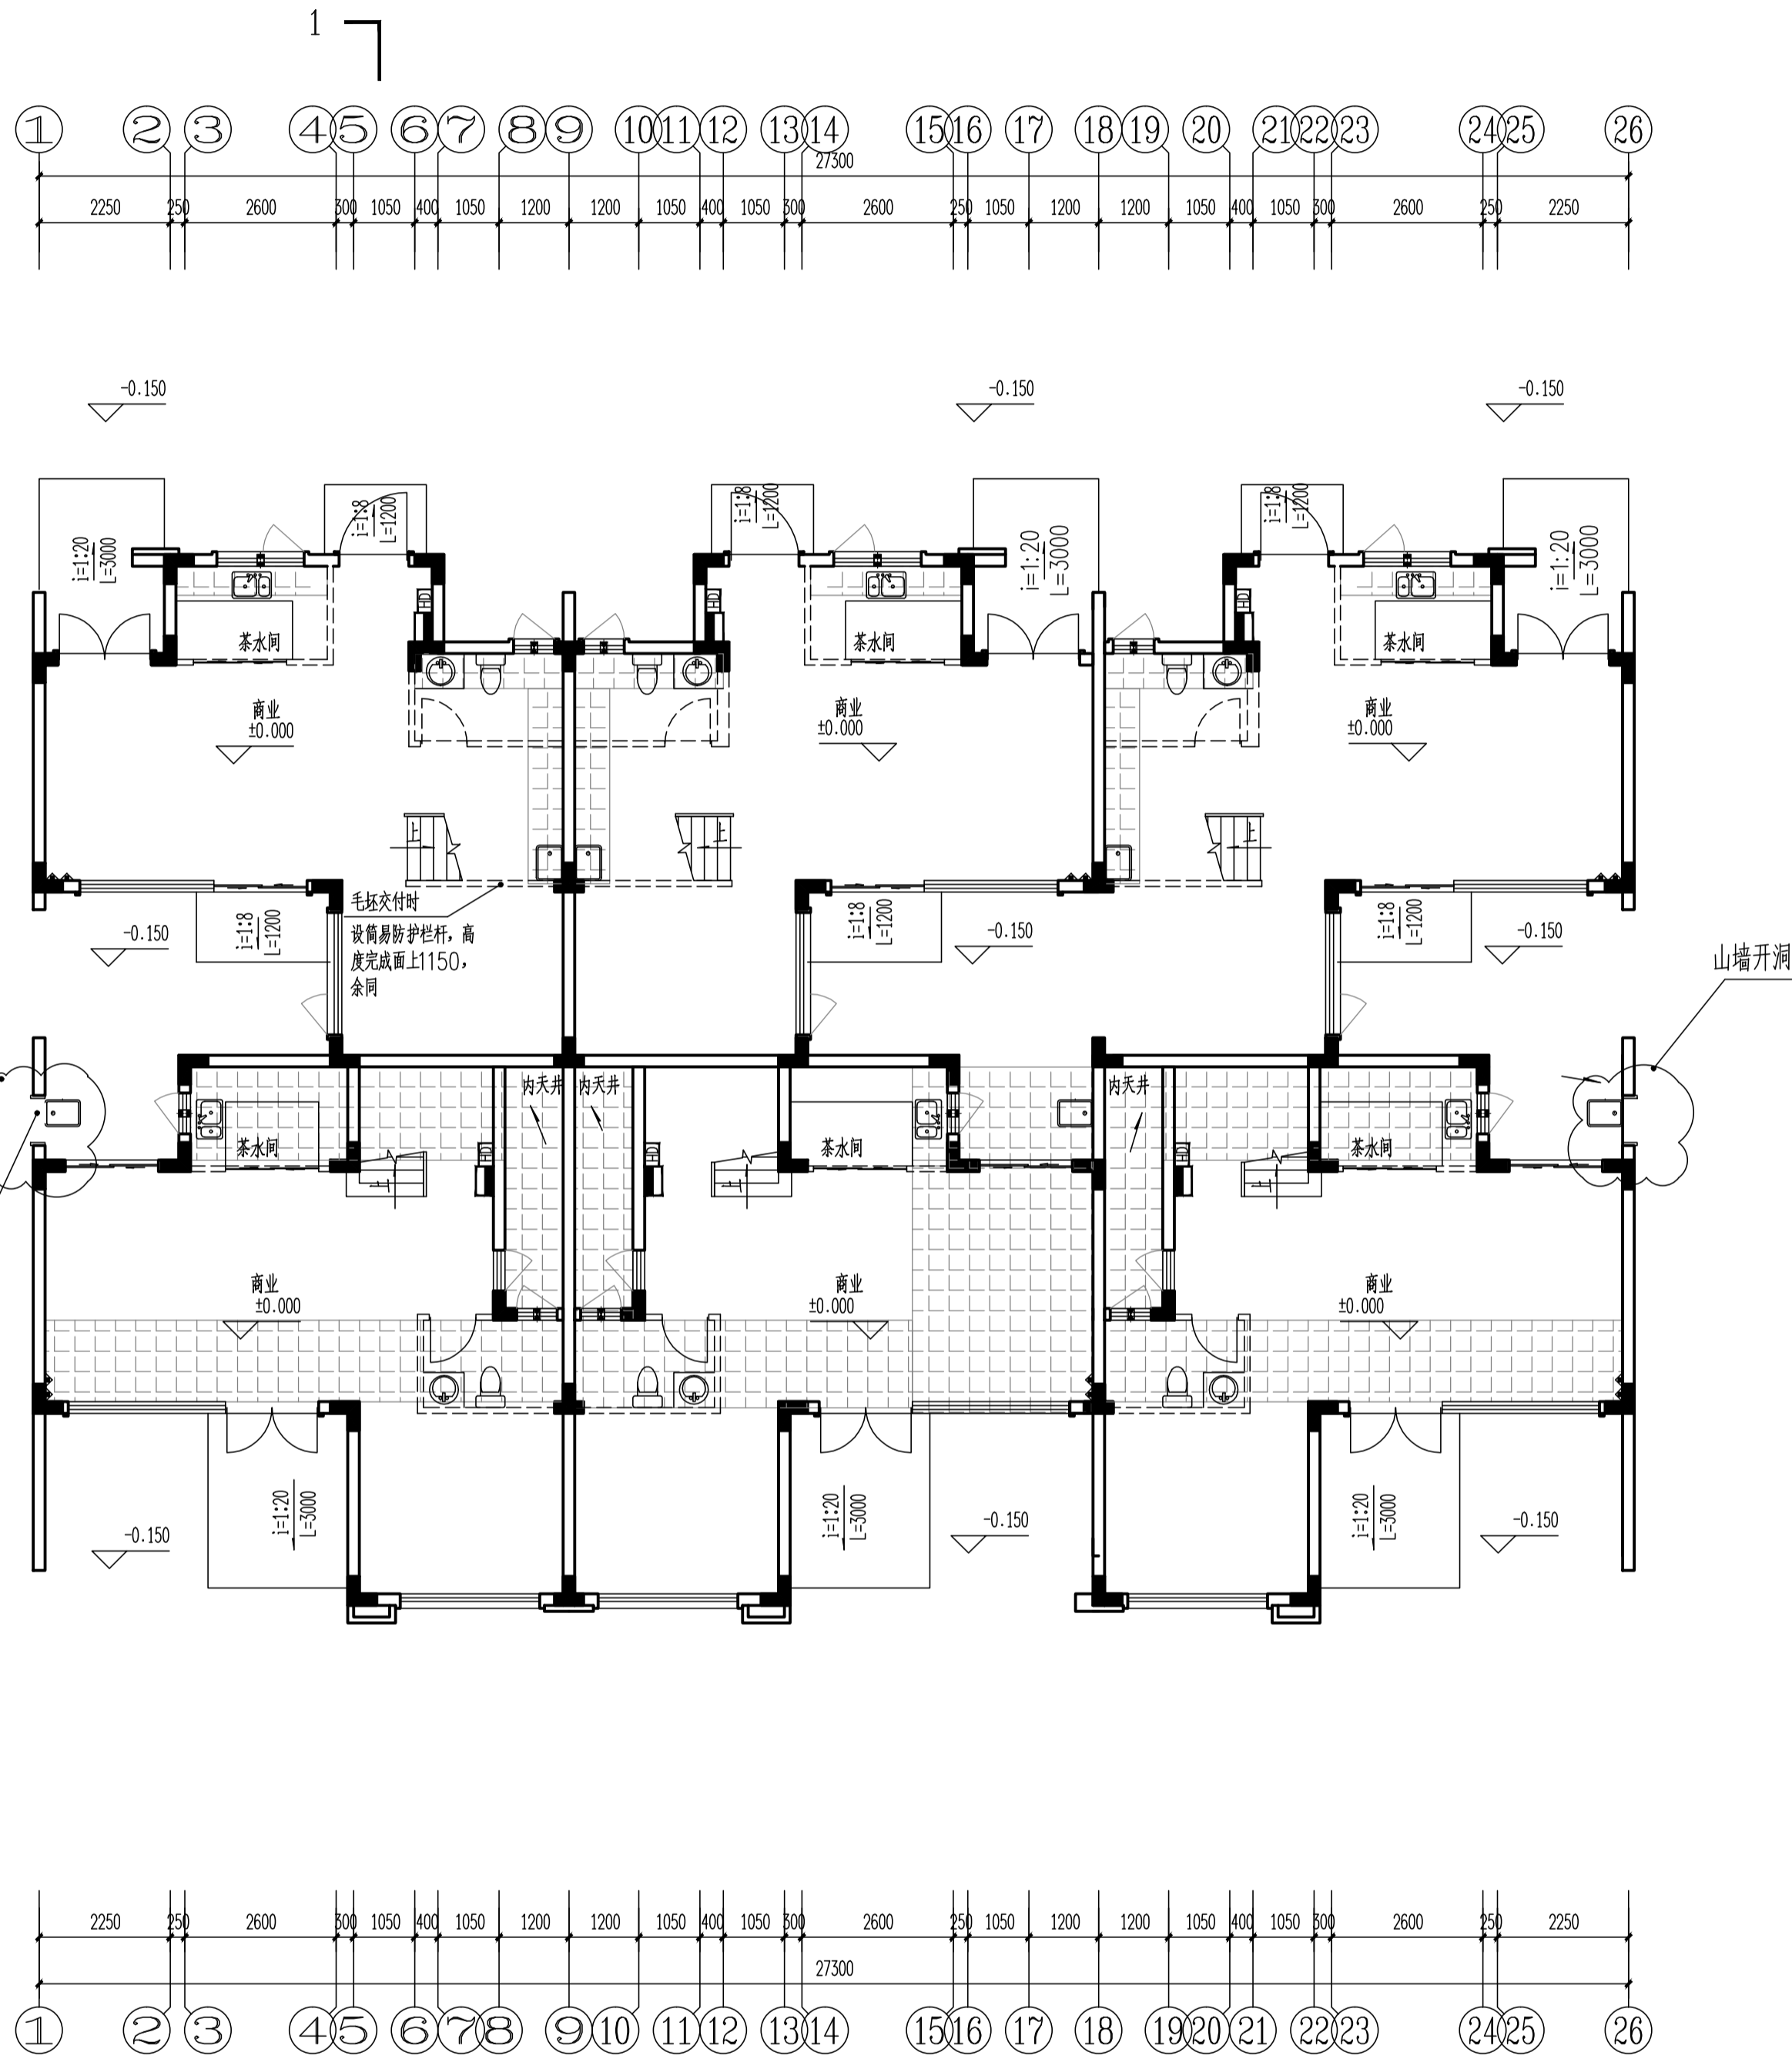 1
1 2 3 4 5 6 7 8 9 10 11 12 13 14 15 16 17 18 19 20 21 22 23 24 25 26
27300
2250 250 2600 300 1050 400 1050 1200 1200 1050 400 1050 300 2600 250 1050 1200 1200 1050 400 1050 300 2600 250 2250
-0.150 -0.150 -0.150
i=1:20 L=3000 i=1:8 L=1200 i=1:8 L=1200 i=1:20 L=3000 i=1:8 L=1200 i=1:20 L=3000
茶水间 茶水间 茶水间
商业 商业 商业
±0.000 ±0.000 ±0.000
上 上 上
毛坯交付时
设简易防护栏杆，高
度完成面上1150，
余同
i=1:8 L=1200 i=1:8 L=1200 i=1:8 L=1200
-0.150 -0.150 -0.150
山墙开洞
内天井 内天井 内天井
茶水间 茶水间 茶水间
上 上 上
商业 商业 商业
±0.000 ±0.000 ±0.000
i=1:20 L=3000 i=1:20 L=3000 i=1:20 L=3000
-0.150 -0.150 -0.150
2250 250 2600 300 1050 400 1050 1200 1200 1050 400 1050 300 2600 250 1050 1200 1200 1050 400 1050 300 2600 250 2250
27300
1 2 3 4 5 6 7 8 9 10 11 12 13 14 15 16 17 18 19 20 21 22 23 24 25 26